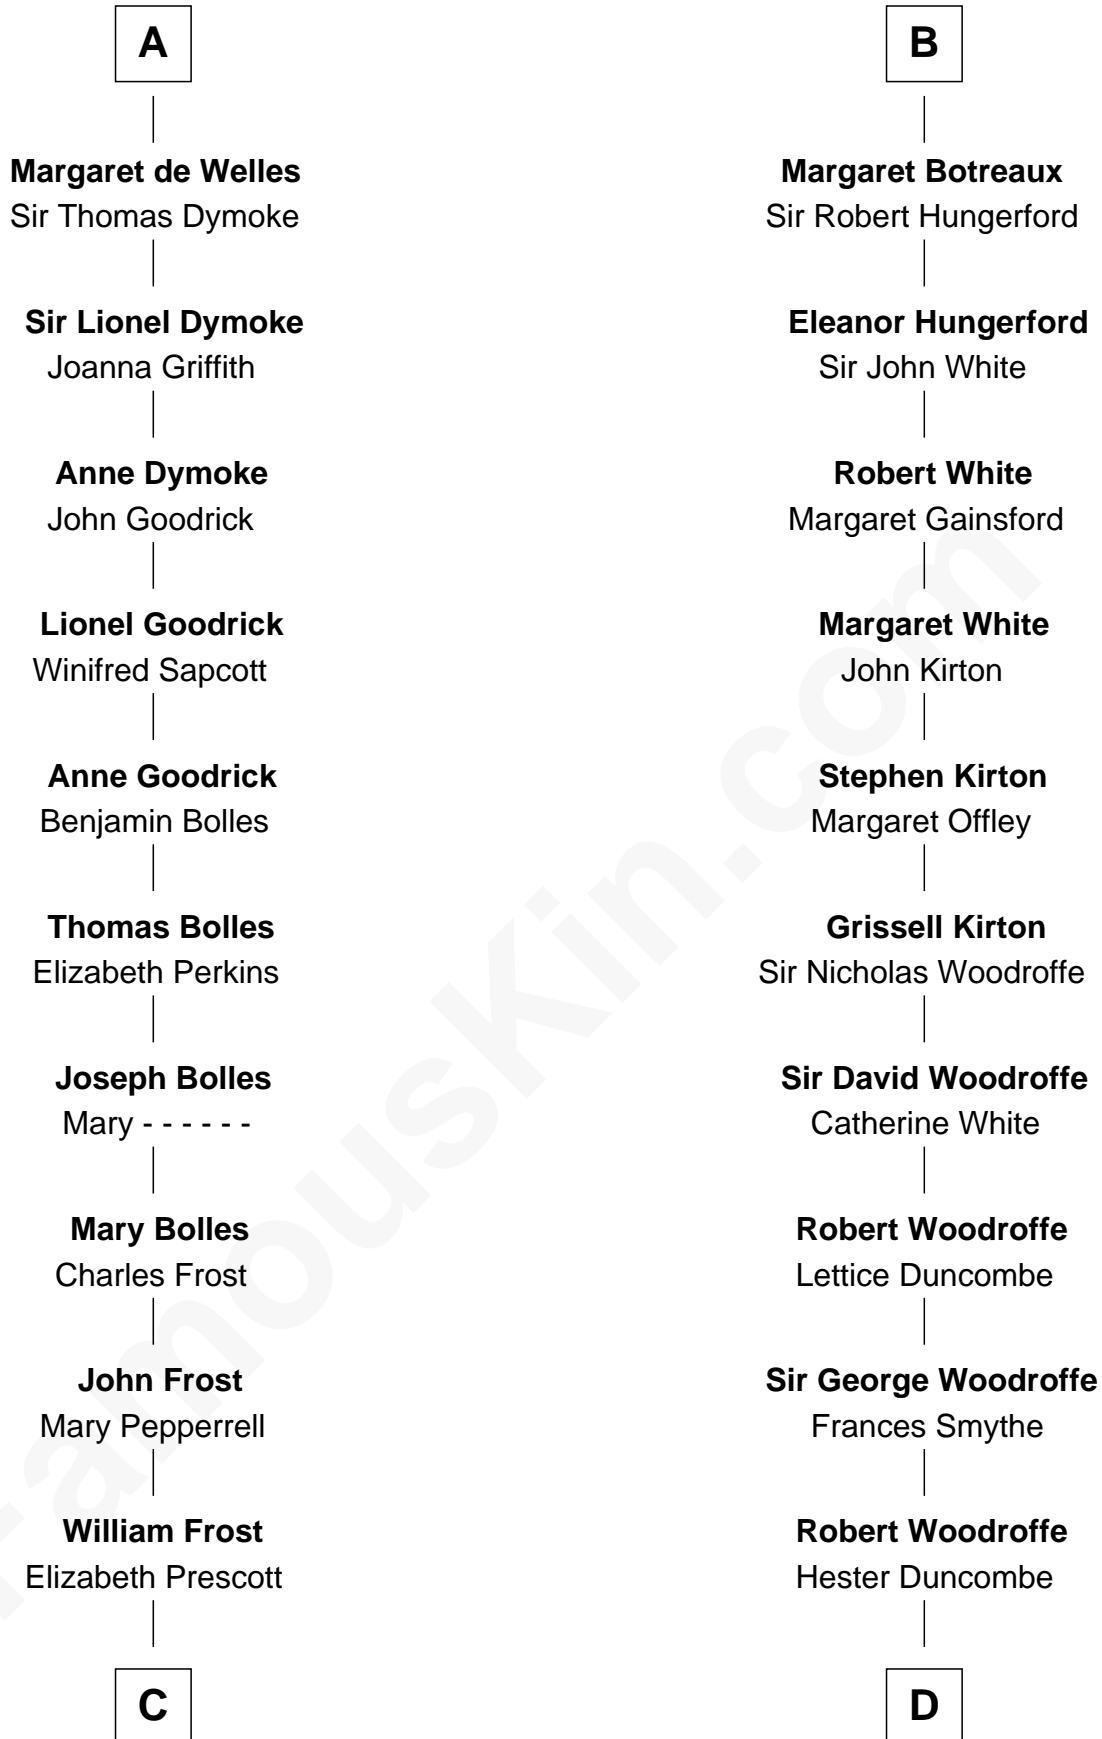 A
Margaret de Welles
Sir Thomas Dymoke
Sir Lionel Dymoke
Joanna Griffith
Anne Dymoke
John Goodrick
Lionel Goodrick
Winifred Sapcott
Anne Goodrick
Benjamin Bolles
Thomas Bolles
Elizabeth Perkins
Joseph Bolles
Mary - - - - - -
Mary Bolles
Charles Frost
John Frost
Mary Pepperrell
William Frost
Elizabeth Prescott
C
B
Margaret Botreaux
Sir Robert Hungerford
Eleanor Hungerford
Sir John White
Robert White
Margaret Gainsford
Margaret White
John Kirton
Stephen Kirton
Margaret Offley
Grissell Kirton
Sir Nicholas Woodroffe
Sir David Woodroffe
Catherine White
Robert Woodroffe
Lettice Duncombe
Sir George Woodroffe
Frances Smythe
Robert Woodroffe
Hester Duncombe
D
FamousKin.com